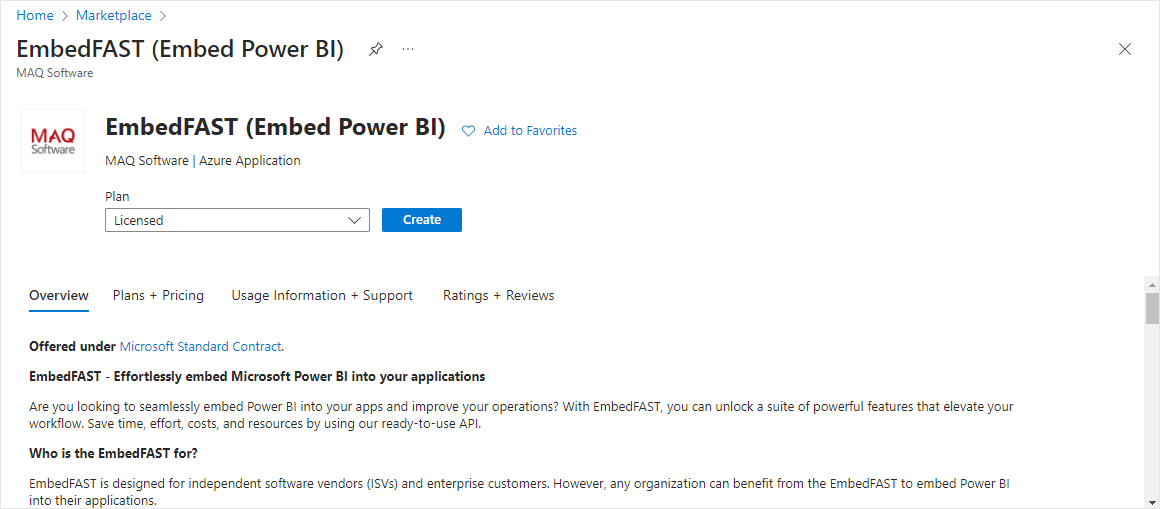 Home > Marketplace >
EmbedFAST (Embed Power BI)
MAQ Software
MAQ
Software
EmbedFAST (Embed Power BI)
Add to Favorites
MAQ Software | Azure Application
Plan
Licensed
Create
Overview Plans + Pricing Usage Information + Support Ratings + Reviews
Offered under Microsoft Standard Contract.
EmbedFAST - Effortlessly embed Microsoft Power BI into your applications
Are you looking to seamlessly embed Power BI into your apps and improve your operations? With EmbedFAST, you can unlock a suite of powerful features that elevate your
workflow. Save time, effort, costs, and resources by using our ready-to-use API.
Who is the EmbedFAST for?
EmbedFAST is designed for independent software vendors (ISVs) and enterprise customers. However, any organization can benefit from the EmbedFAST to embed Power BI
into their applications.